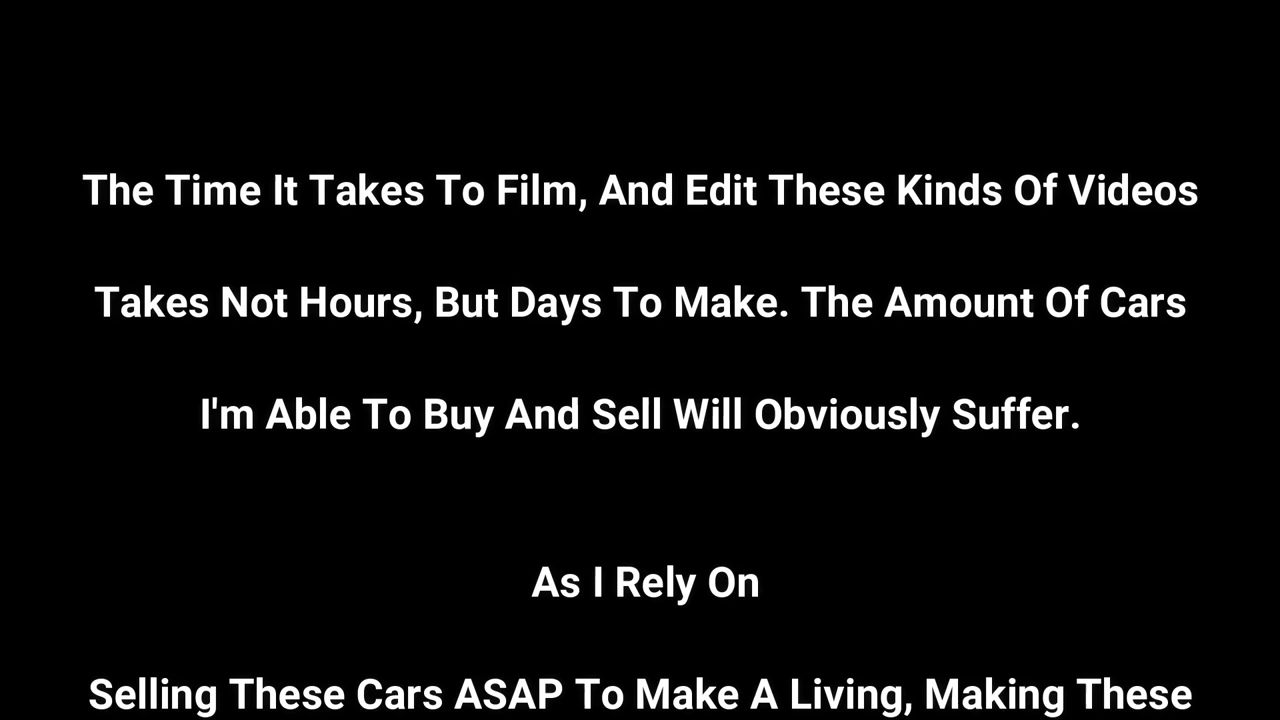 The Time It Takes To Film, And Edit These Kinds Of Videos
Takes Not Hours, But Days To Make. The Amount Of Cars
I'm Able To Buy And Sell Will Obviously Suffer.
As I Rely On
Selling These Cars ASAP To Make A Living, Making These